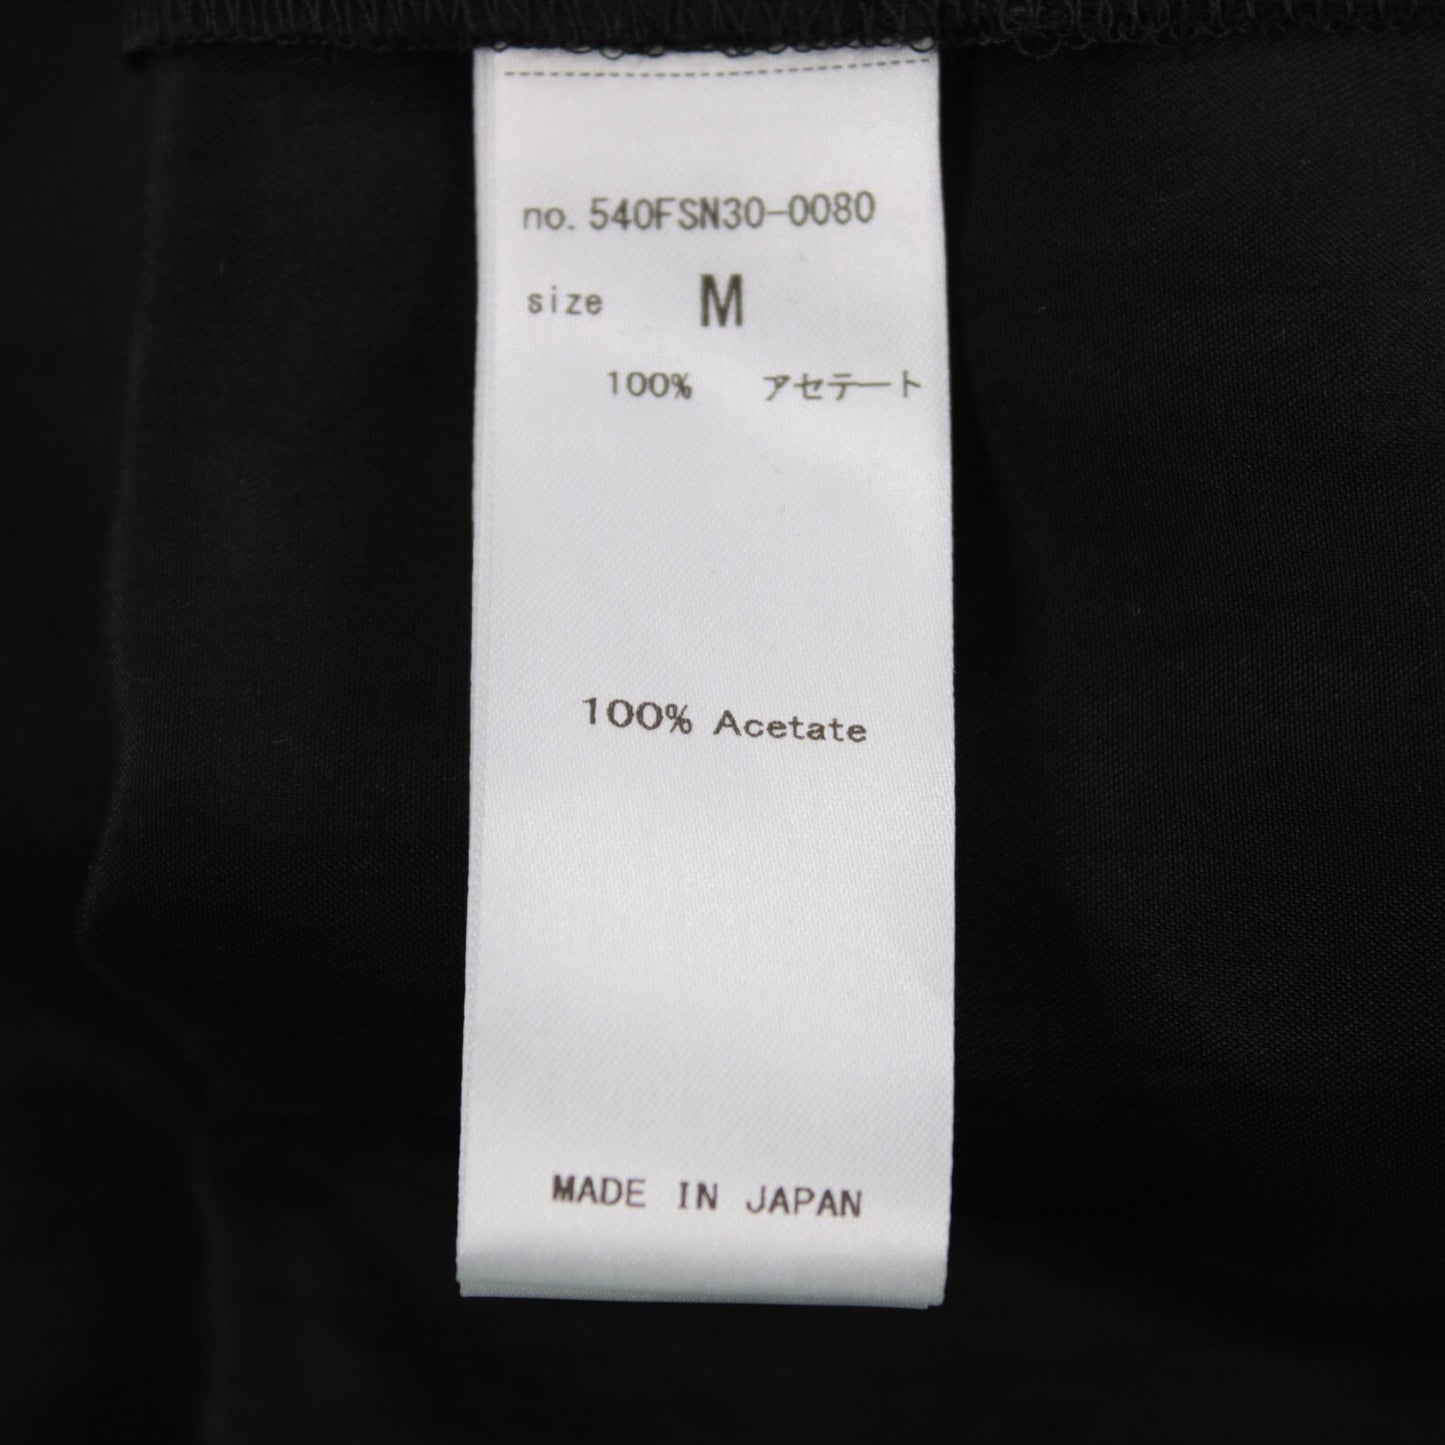 no. 540FSN30-0080
size M
100% アセテート
100% Acetate
MADE IN JAPAN